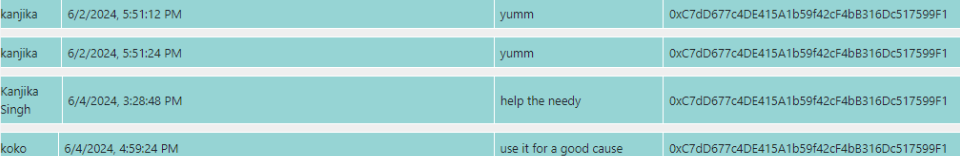 kanjika 6/2/2024, 5:51:12 PM yumm 0xC7dD677c4DE415A1b59f42cF4bB316Dc517599F1
kanjika 6/2/2024, 5:51:24 PM yumm 0xC7dD677c4DE415A1b59f42cF4bB316Dc517599F1
Kanjika
Singh 6/4/2024, 3:28:48 PM help the needy 0xC7dD677c4DE415A1b59f42cF4bB316Dc517599F1
koko 6/4/2024, 4:59:24 PM use it for a good cause 0xC7dD677c4DE415A1b59f42cF4bB316Dc517599F1